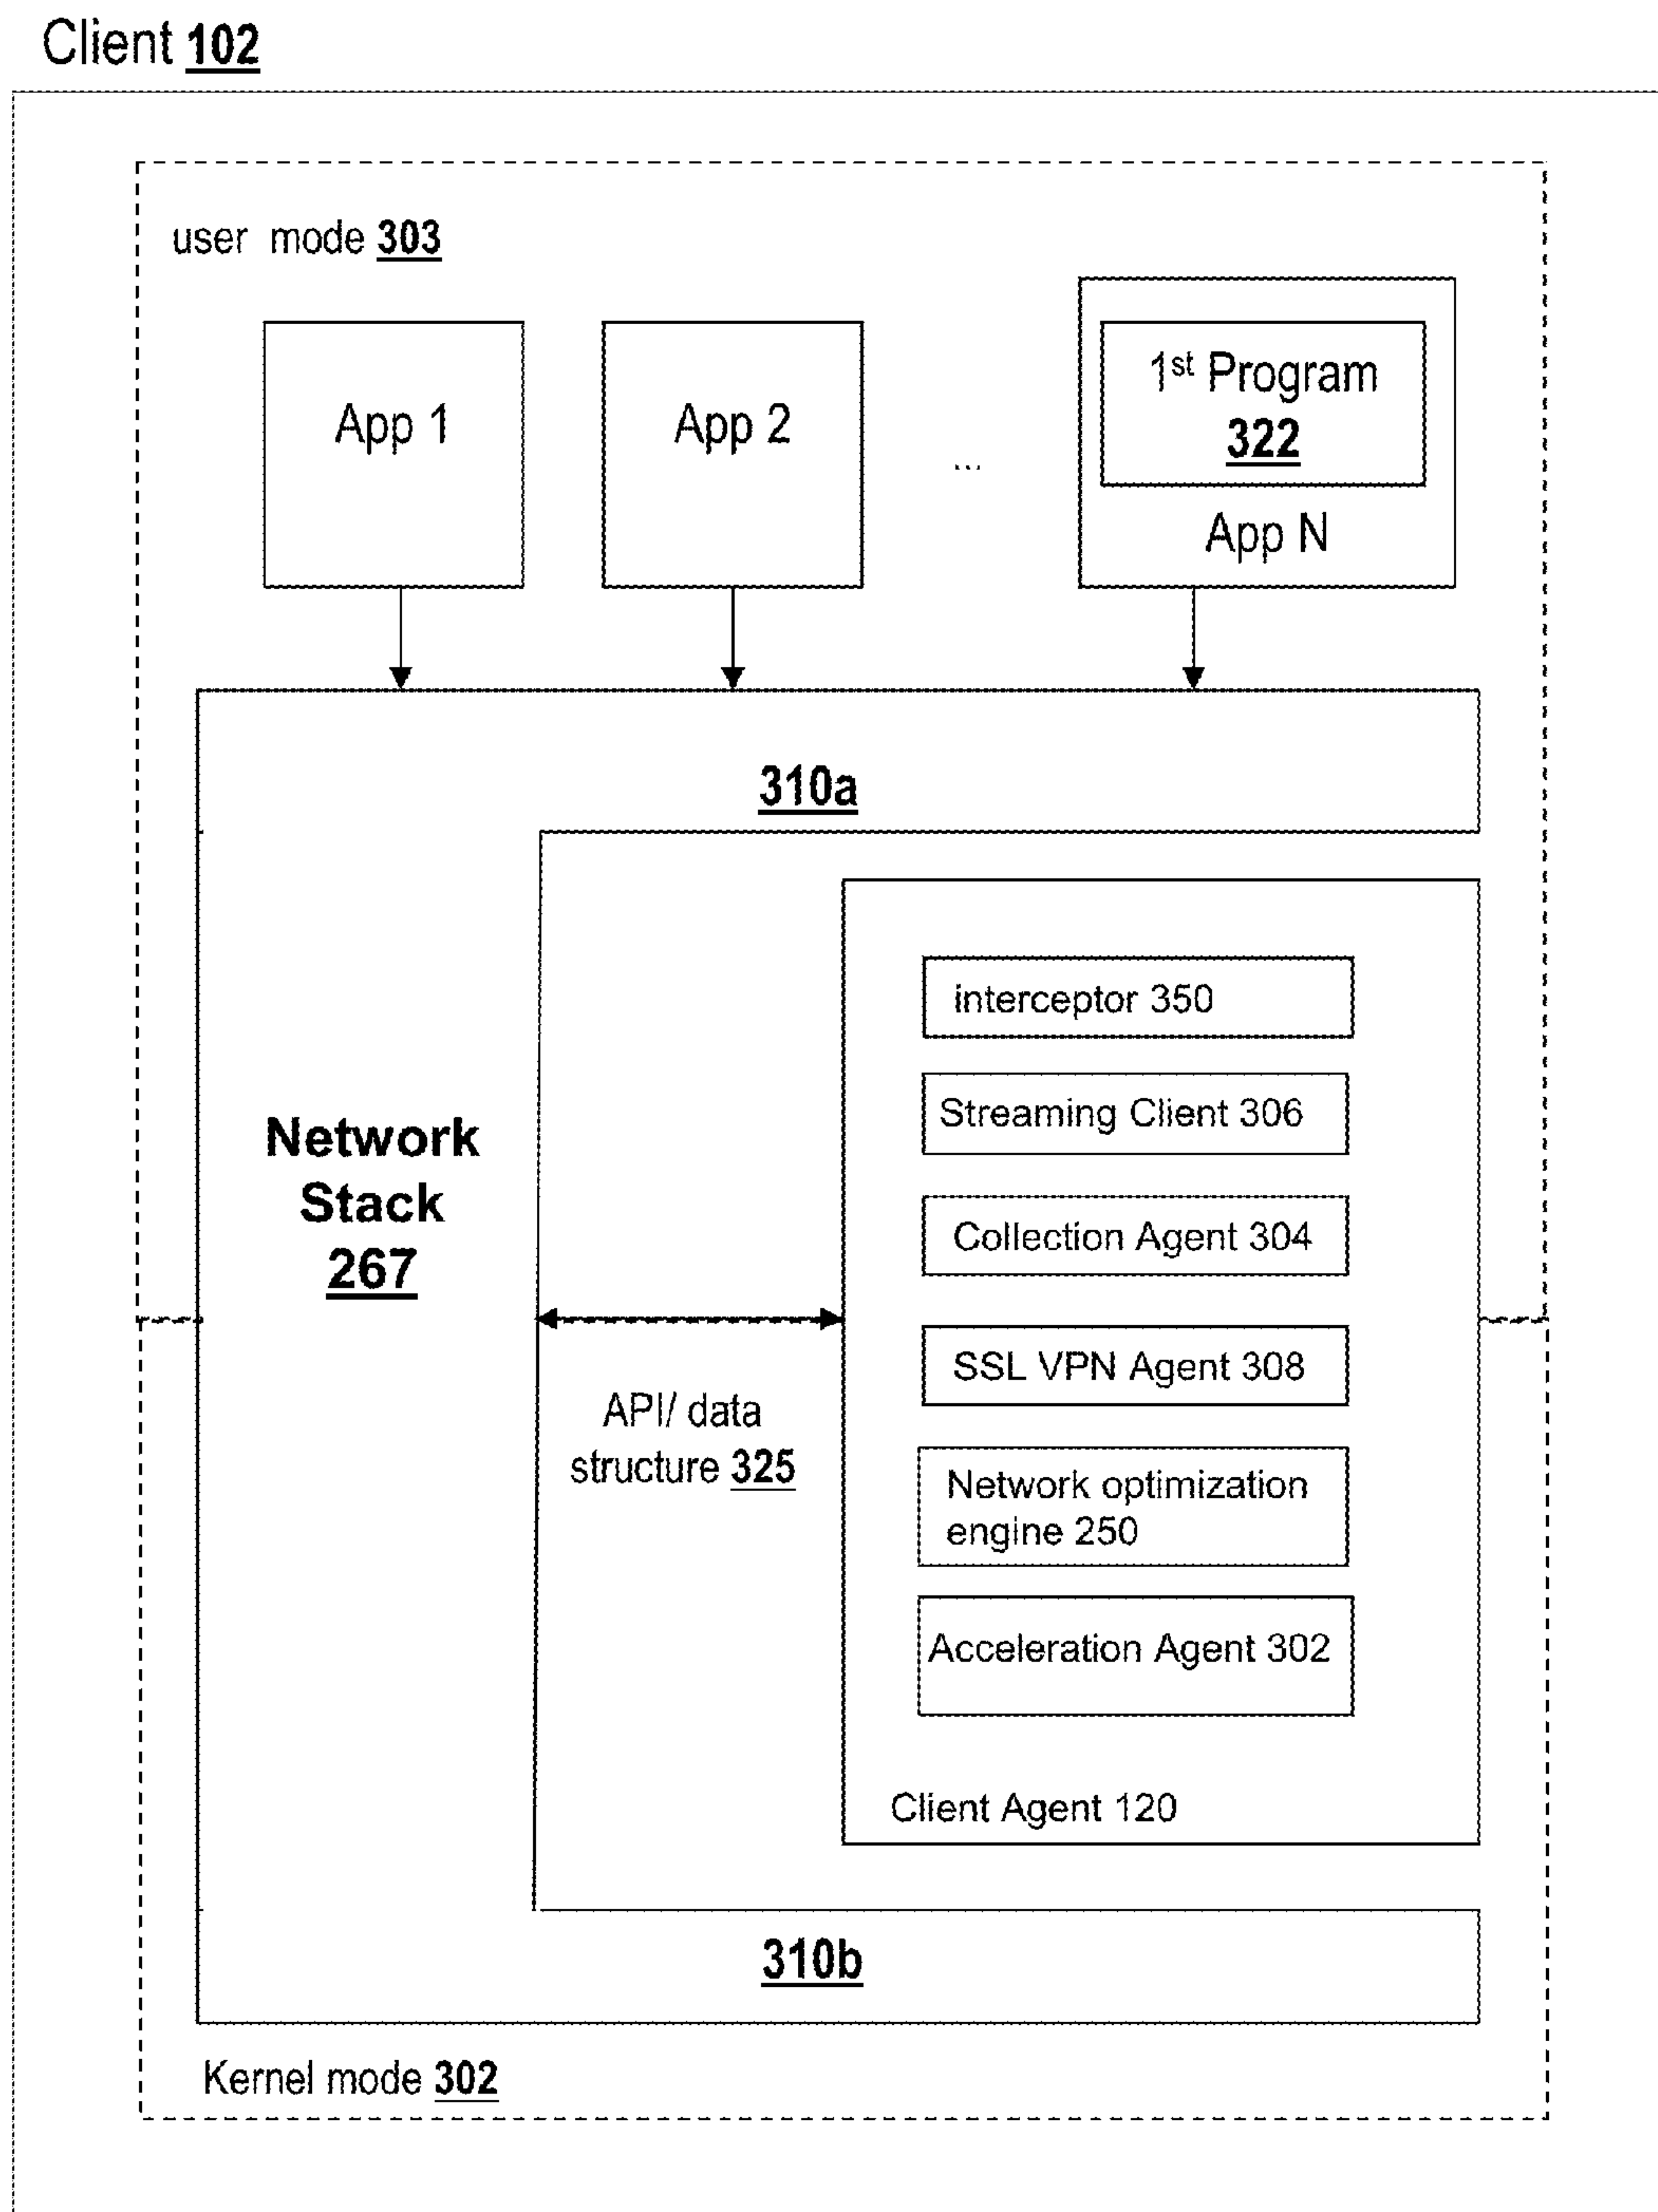 Client 102
user mode 303
App 1
App 2
...
1st Program
322
App N
310a
Network
Stack
267
API/ data
structure 325
interceptor 350
Streaming Client 306
Collection Agent 304
SSL VPN Agent 308
Network optimization
engine 250
Acceleration Agent 302
Client Agent 120
310b
Kernel mode 302